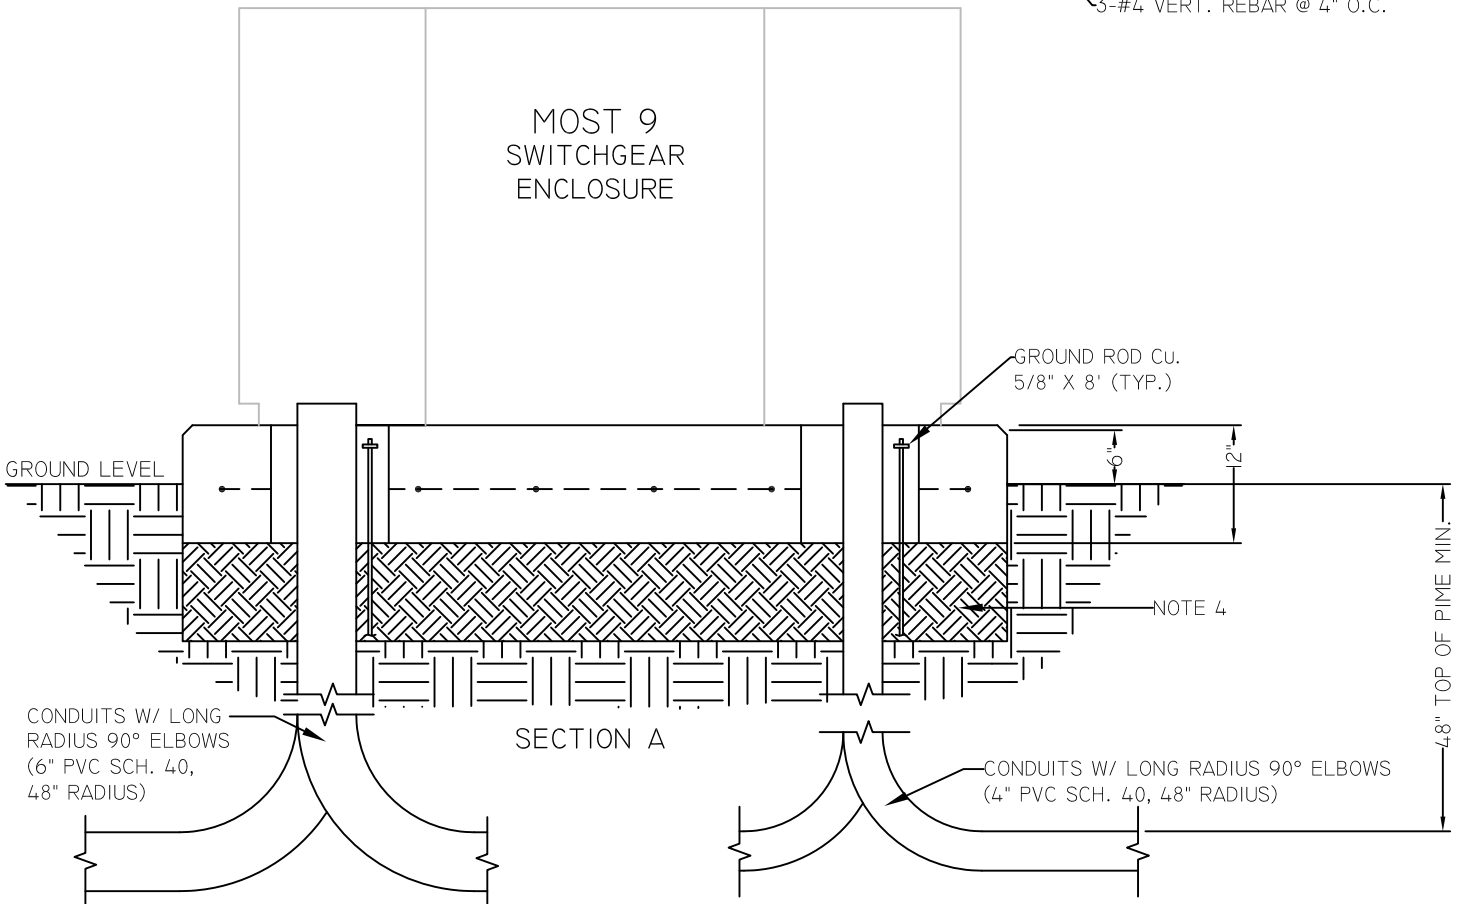 3-#4 VERT. REBAR @ 4" O.C.
MOST 9
SWITCHGEAR
ENCLOSURE
GROUND ROD Cu.
5/8" X 8' (TYP.)
6"
12"
GROUND LEVEL
NOTE 4
48" TOP OF PIME MIN.
CONDUITS W/ LONG
RADIUS 90° ELBOWS
(6" PVC SCH. 40,
48" RADIUS)
SECTION A
CONDUITS W/ LONG RADIUS 90° ELBOWS
(4" PVC SCH. 40, 48" RADIUS)